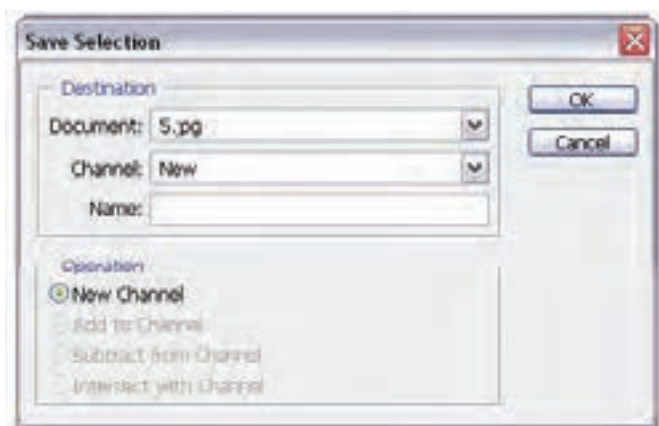 Save Selection
Destination
OK
Document: 5.jpg
Cancel
Channel: New
Name:
Operation
New Channel
Add to Channel
Subtract from Channel
Intersect with Channel